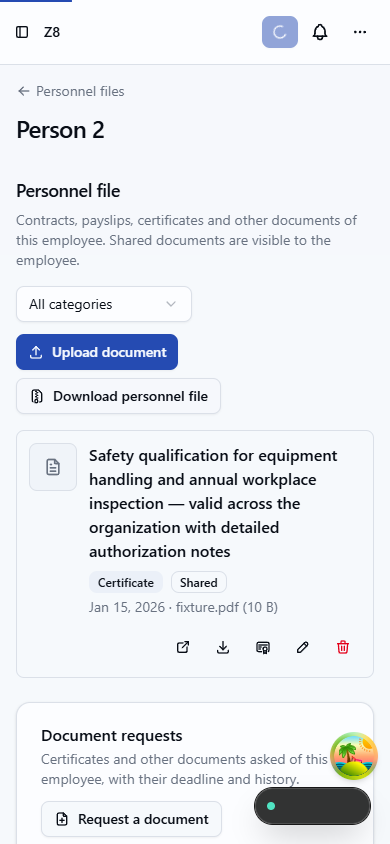 Z8
Personnel files
Person 2
Personnel file
Contracts, payslips, certificates and other documents of
this employee. Shared documents are visible to the
employee.
All categories
Upload document
Download personnel file
Safety qualification for equipment
handling and annual workplace
inspection — valid across the
organization with detailed
authorization notes
Certificate Shared
Jan 15, 2026 · fixture.pdf (10 B)
Document requests
Certificates and other documents asked of this
employee, with their deadline and history.
Request a document